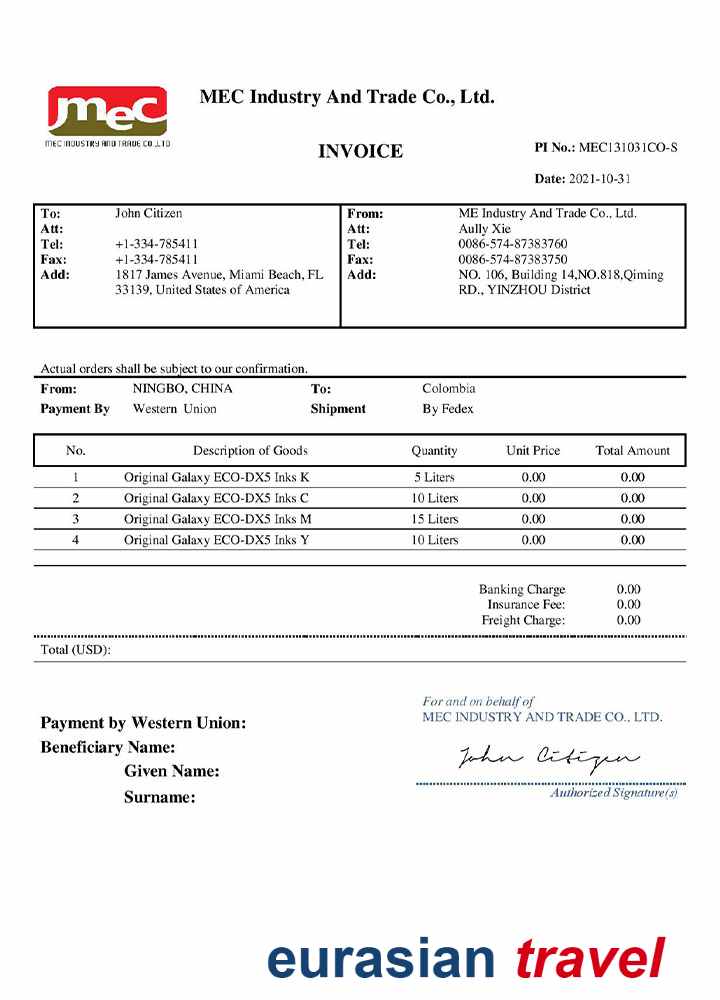 mec
MEC INDUSTRY AND TRADE CO.,LTD
MEC Industry And Trade Co., Ltd.
INVOICE
PI No.: MEC131031CO-S
Date: 2021-10-31
To: John Citizen
Att:
Tel: +1-334-785411
Fax: +1-334-785411
Add: 1817 James Avenue, Miami Beach, FL
33139, United States of America
From: ME Industry And Trade Co., Ltd.
Att: Aully Xie
Tel: 0086-574-87383760
Fax: 0086-574-87383750
Add: NO. 106, Building 14,NO.818,Qiming
RD., YINZHOU District
Actual orders shall be subject to our confirmation.
From: NINGBO, CHINA To: Colombia
Payment By Western Union Shipment By Fedex
No. Description of Goods Quantity Unit Price Total Amount
1 Original Galaxy ECO-DX5 Inks K 5 Liters 0.00 0.00
2 Original Galaxy ECO-DX5 Inks C 10 Liters 0.00 0.00
3 Original Galaxy ECO-DX5 Inks M 15 Liters 0.00 0.00
4 Original Galaxy ECO-DX5 Inks Y 10 Liters 0.00 0.00
Banking Charge 0.00
Insurance Fee: 0.00
Freight Charge: 0.00
Total (USD):
For and on behalf of
MEC INDUSTRY AND TRADE CO., LTD.
John Citizen
Authorized Signature(s)
Payment by Western Union:
Beneficiary Name:
Given Name:
Surname:
eurasian travel